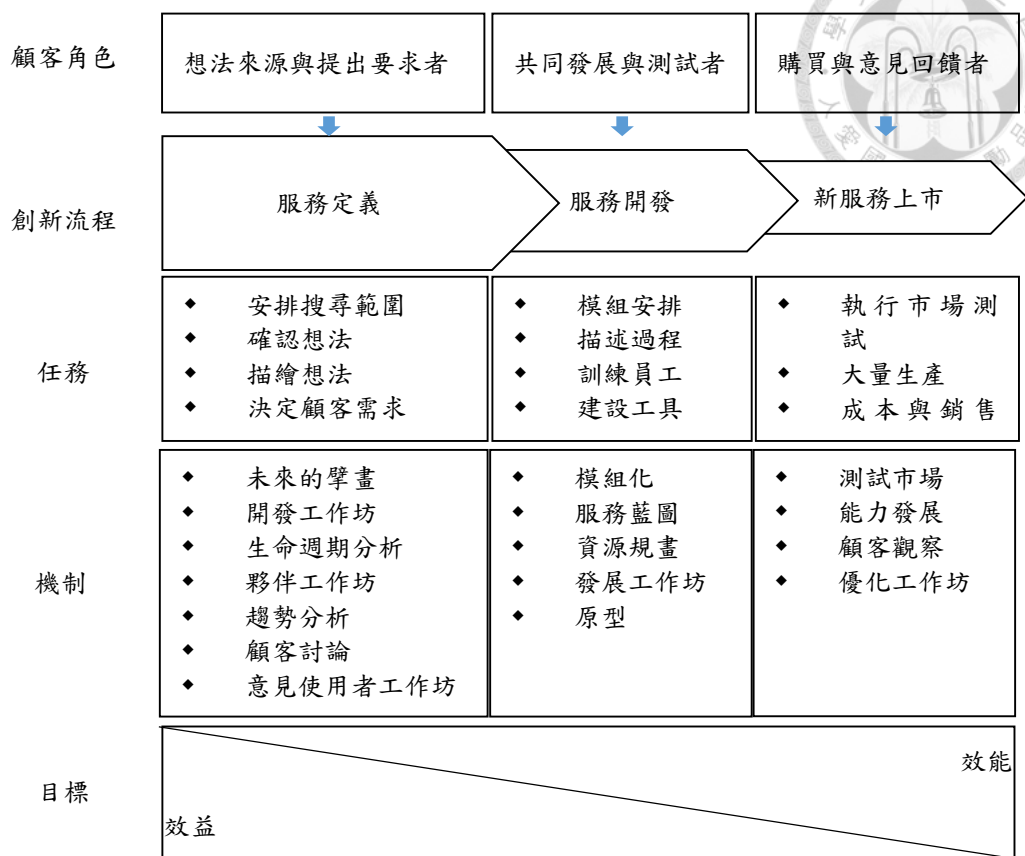 顧客角色
想法來源與提出要求者
共同發展與測試者
購買與意見回饋者
創新流程
服務定義
服務開發
新服務上市
任務
◆ 安排搜尋範圍
◆ 確認想法
◆ 描繪想法
◆ 決定顧客需求
◆ 模組安排
◆ 描述過程
◆ 訓練員工
◆ 建設工具
◆ 執行市場測
試
◆ 大量生產
◆ 成本與銷售
機制
◆ 未來的擘畫
◆ 開發工作坊
◆ 生命週期分析
◆ 夥伴工作坊
◆ 趨勢分析
◆ 顧客討論
◆ 意見使用者工作坊
◆ 模組化
◆ 服務藍圖
◆ 資源規畫
◆ 發展工作坊
◆ 原型
◆ 測試市場
◆ 能力發展
◆ 顧客觀察
◆ 優化工作坊
目標
效能
效益